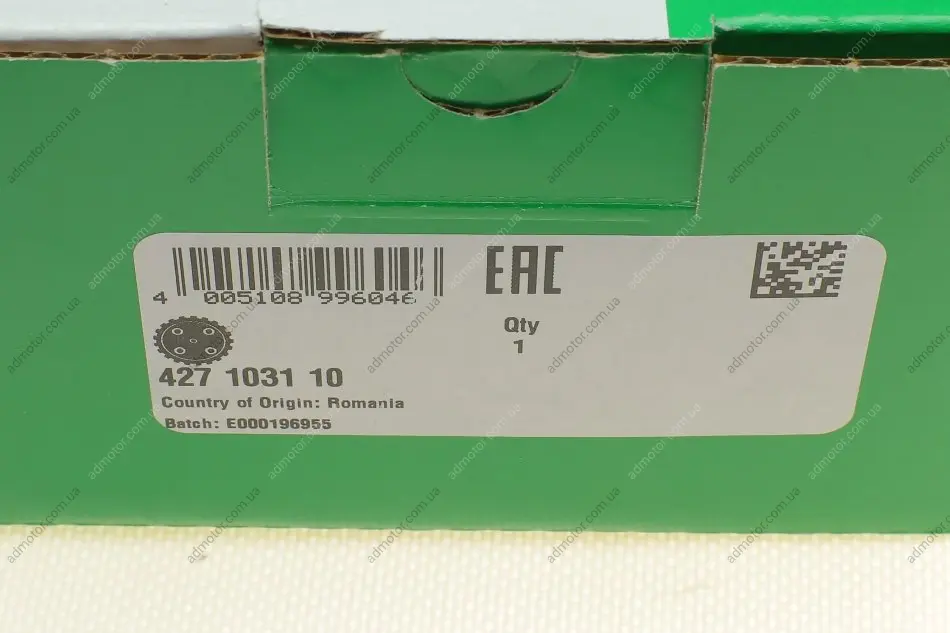 4 005108 996046
EAC
Qty
1
427 1031 10
Country of Origin: Romania
Batch: E000196955
admotor.com.ua